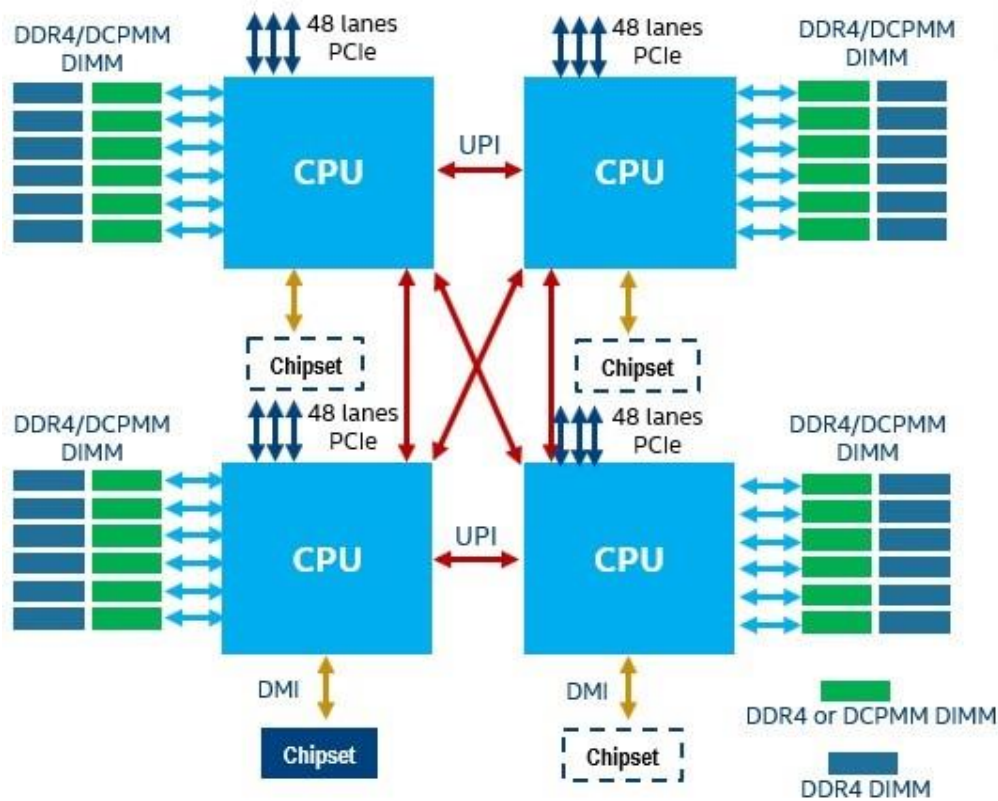 48 lanes
PCIe
48 lanes
PCIe
DDR4/DCPMM
DIMM
DDR4/DCPMM
DIMM
CPU
UPI
CPU
Chipset
Chipset
48 lanes
PCIe
48 lanes
PCIe
DDR4/DCPMM
DIMM
DDR4/DCPMM
DIMM
CPU
UPI
CPU
DMI
DMI
Chipset
Chipset
DDR4 or DCPMM DIMM
DDR4 DIMM